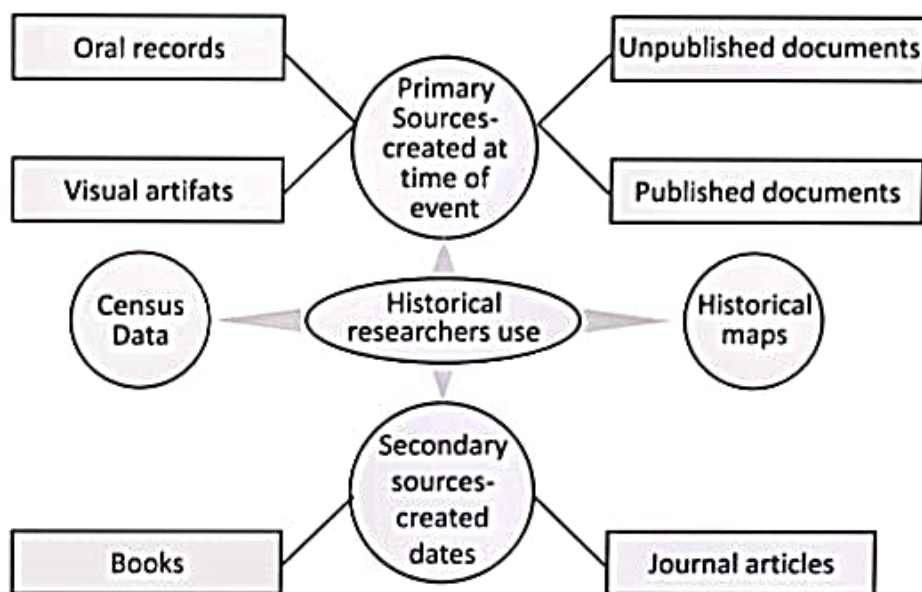 Oral records
Unpublished documents
Primary
Sources-
created at
time of
event
Visual artifats
Published documents
Census
Data
Historical
researchers use
Historical
maps
Secondary
sources-
created
dates
Books
Journal articles